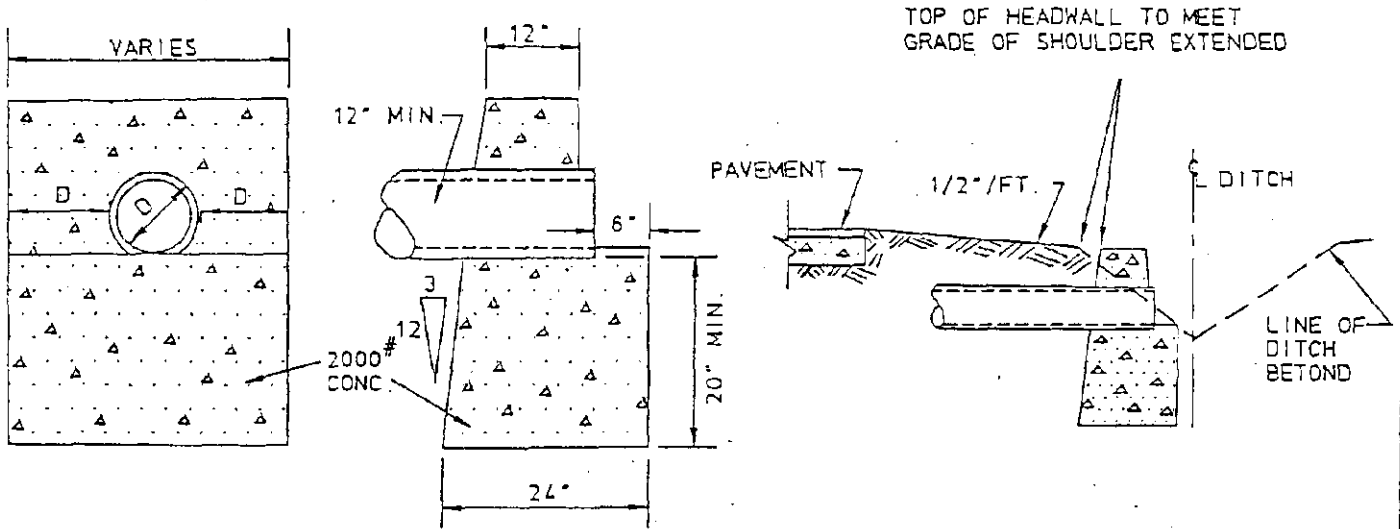 VARIES
D
D
D
12"
12" MIN.
6"
3
12
2000#
CONC.
20" MIN.
24"
TOP OF HEADWALL TO MEET
GRADE OF SHOULDER EXTENDED
PAVEMENT
1/2"/FT.
℄ DITCH
LINE OF
DITCH
BETOND